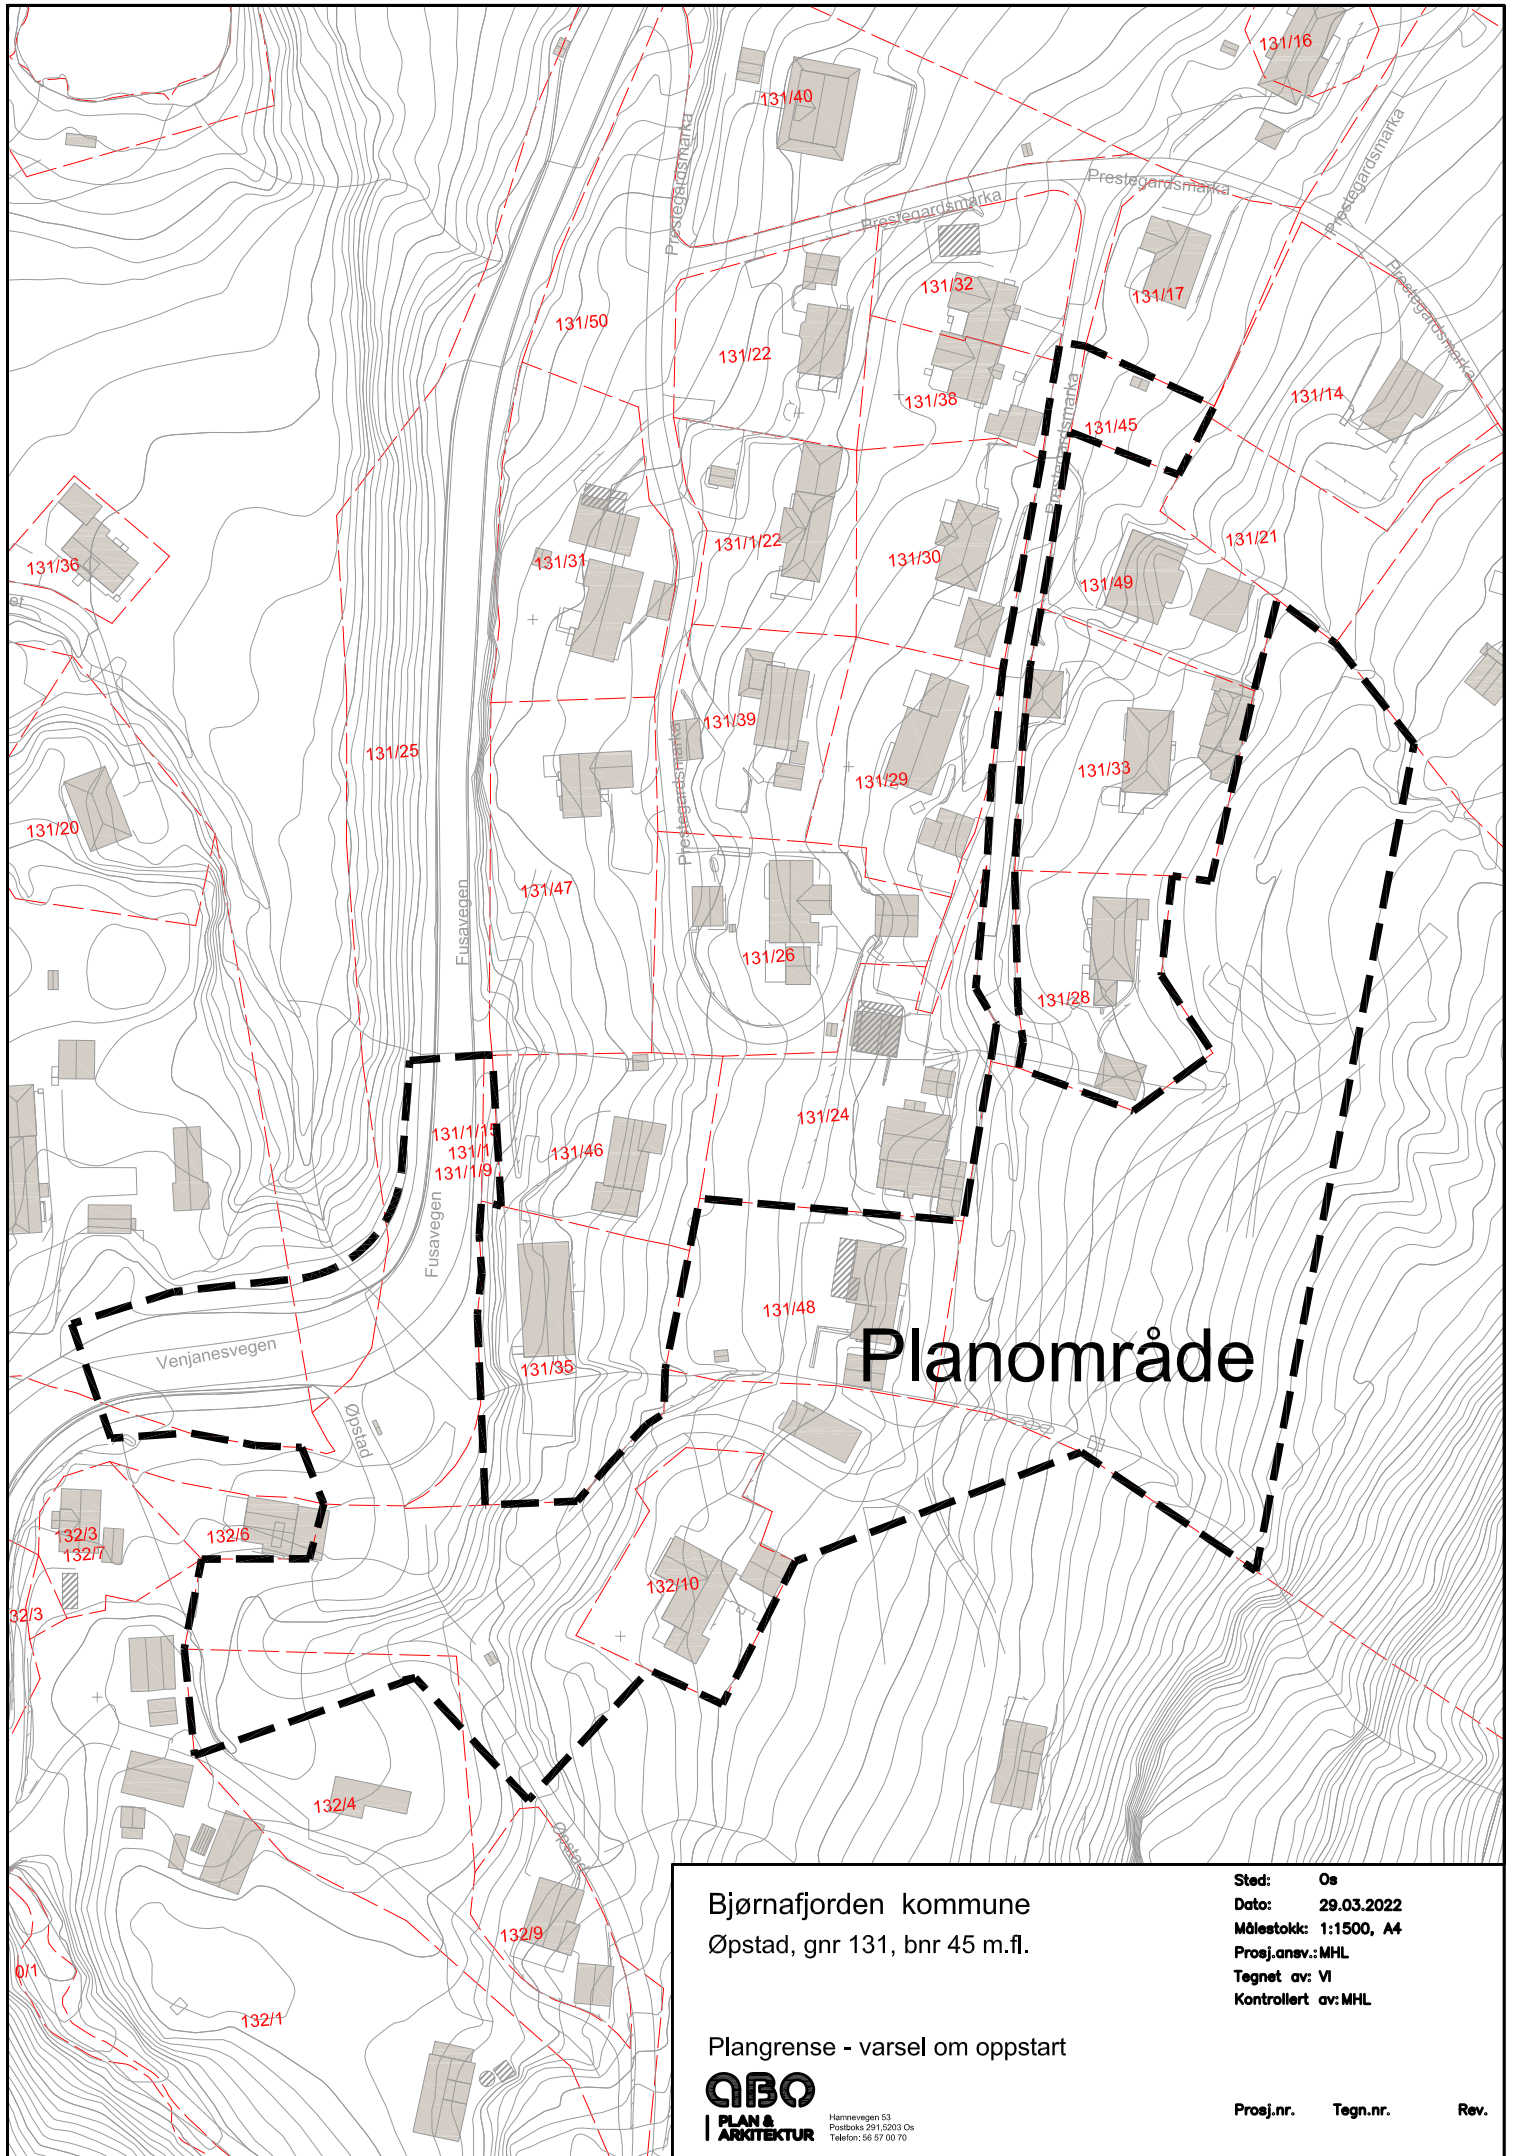 131/16
131/40
Prestegardsmarka
Prestegardsmarka
Prestegardsmarka
Prestegardsmarka
Prestegardsmarka
131/50
131/32
131/17
131/22
131/38
131/14
131/45
Prestegardsmarka
131/36
131/31
131/1/22
131/30
131/49
131/21
131/25
131/39
131/29
131/33
Prestegardsmarka
131/20
131/47
Fusavegen
131/26
131/28
131/1/15
131/1
131/1/9
131/46
131/24
Fusavegen
131/48
Venjanesvegen
131/35
Planområde
Øpstad
132/3
132/7
132/6
132/10
32/3
132/4
Øpstad
132/9
0/1
132/1
Bjørnafjorden kommune
Øpstad, gnr 131, bnr 45 m.fl.
Plangrense - varsel om oppstart
Sted: Os
Dato: 29.03.2022
Målestokk: 1:1500, A4
Prosj.ansv.: MHL
Tegnet av: VI
Kontrollert av: MHL
ABO
PLAN &
ARKITEKTUR
Hamnevegen 53
Postboks 291,5203 Os
Telefon: 56 57 00 70
Prosj.nr. Tegn.nr. Rev.